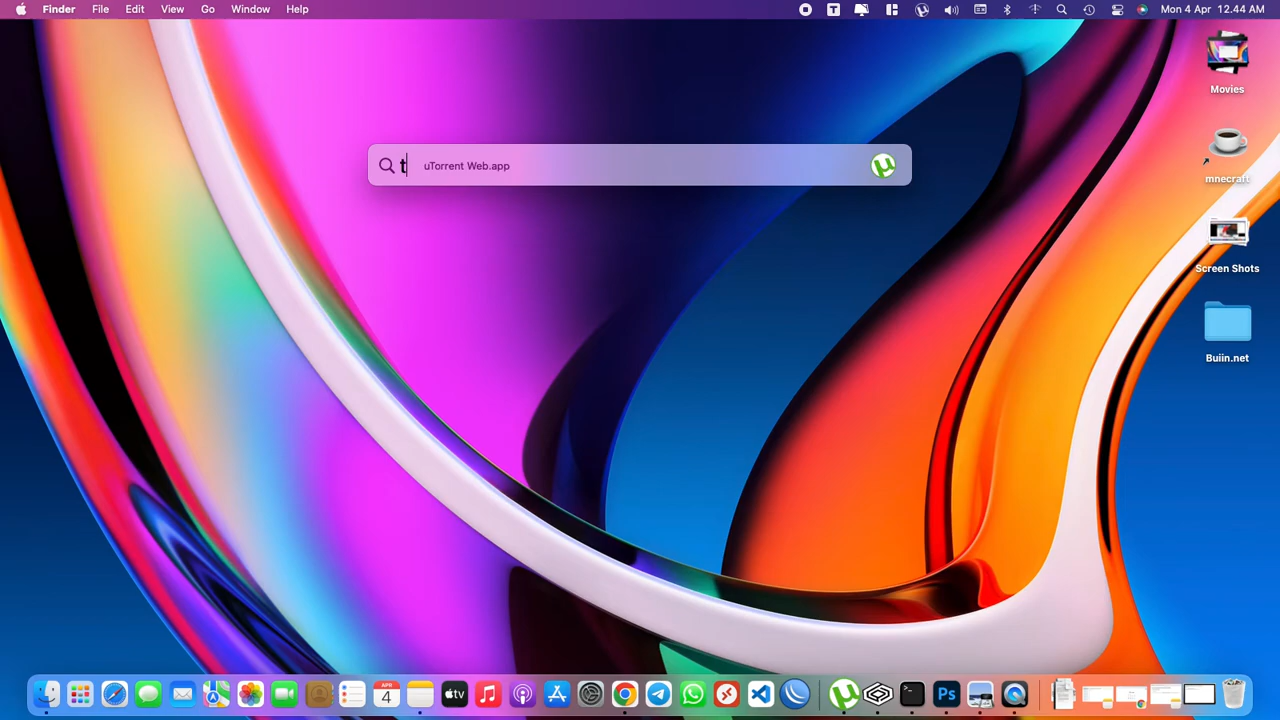 Finder File Edit View Go Window Help
T
Mon 4 Apr 12.44 AM
Movies
t uTorrent Web.app
mnecraft
Screen Shots
Buiin.net
APR
4
tv
Ps